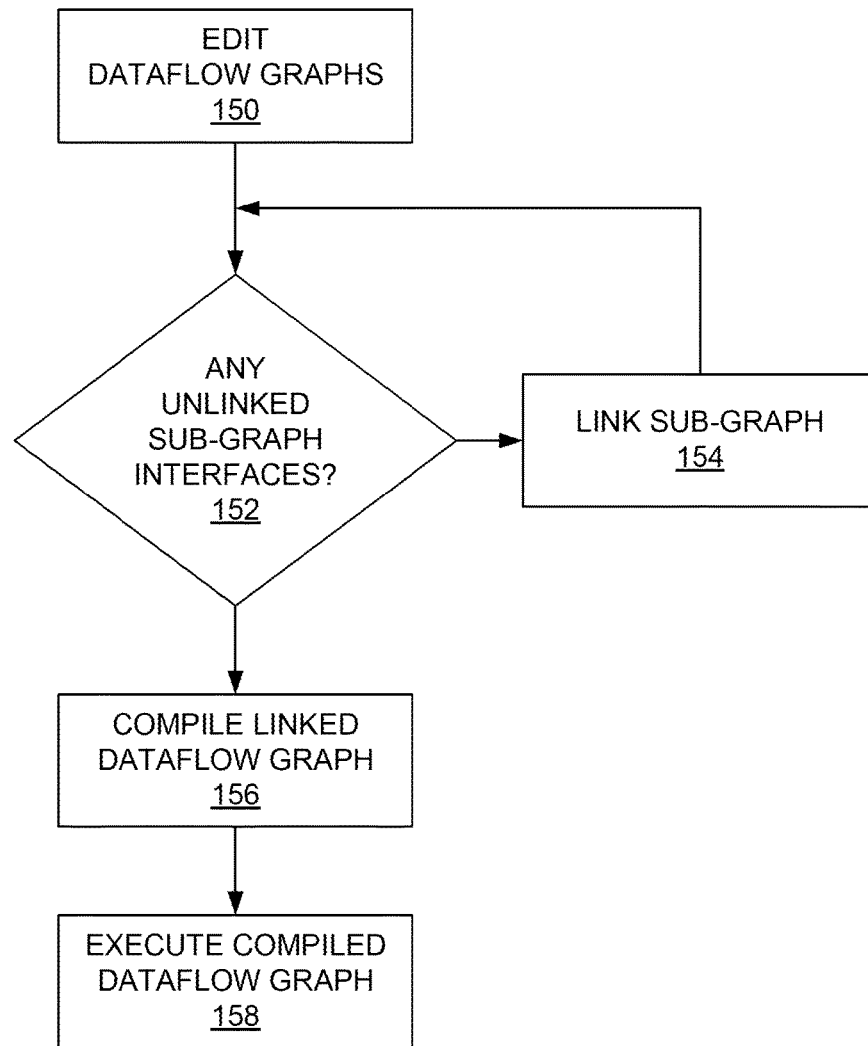 EDIT
DATAFLOW GRAPHS
150
ANY
UNLINKED
SUB-GRAPH
INTERFACES?
152
LINK SUB-GRAPH
154
COMPILE LINKED
DATAFLOW GRAPH
156
EXECUTE COMPILED
DATAFLOW GRAPH
158